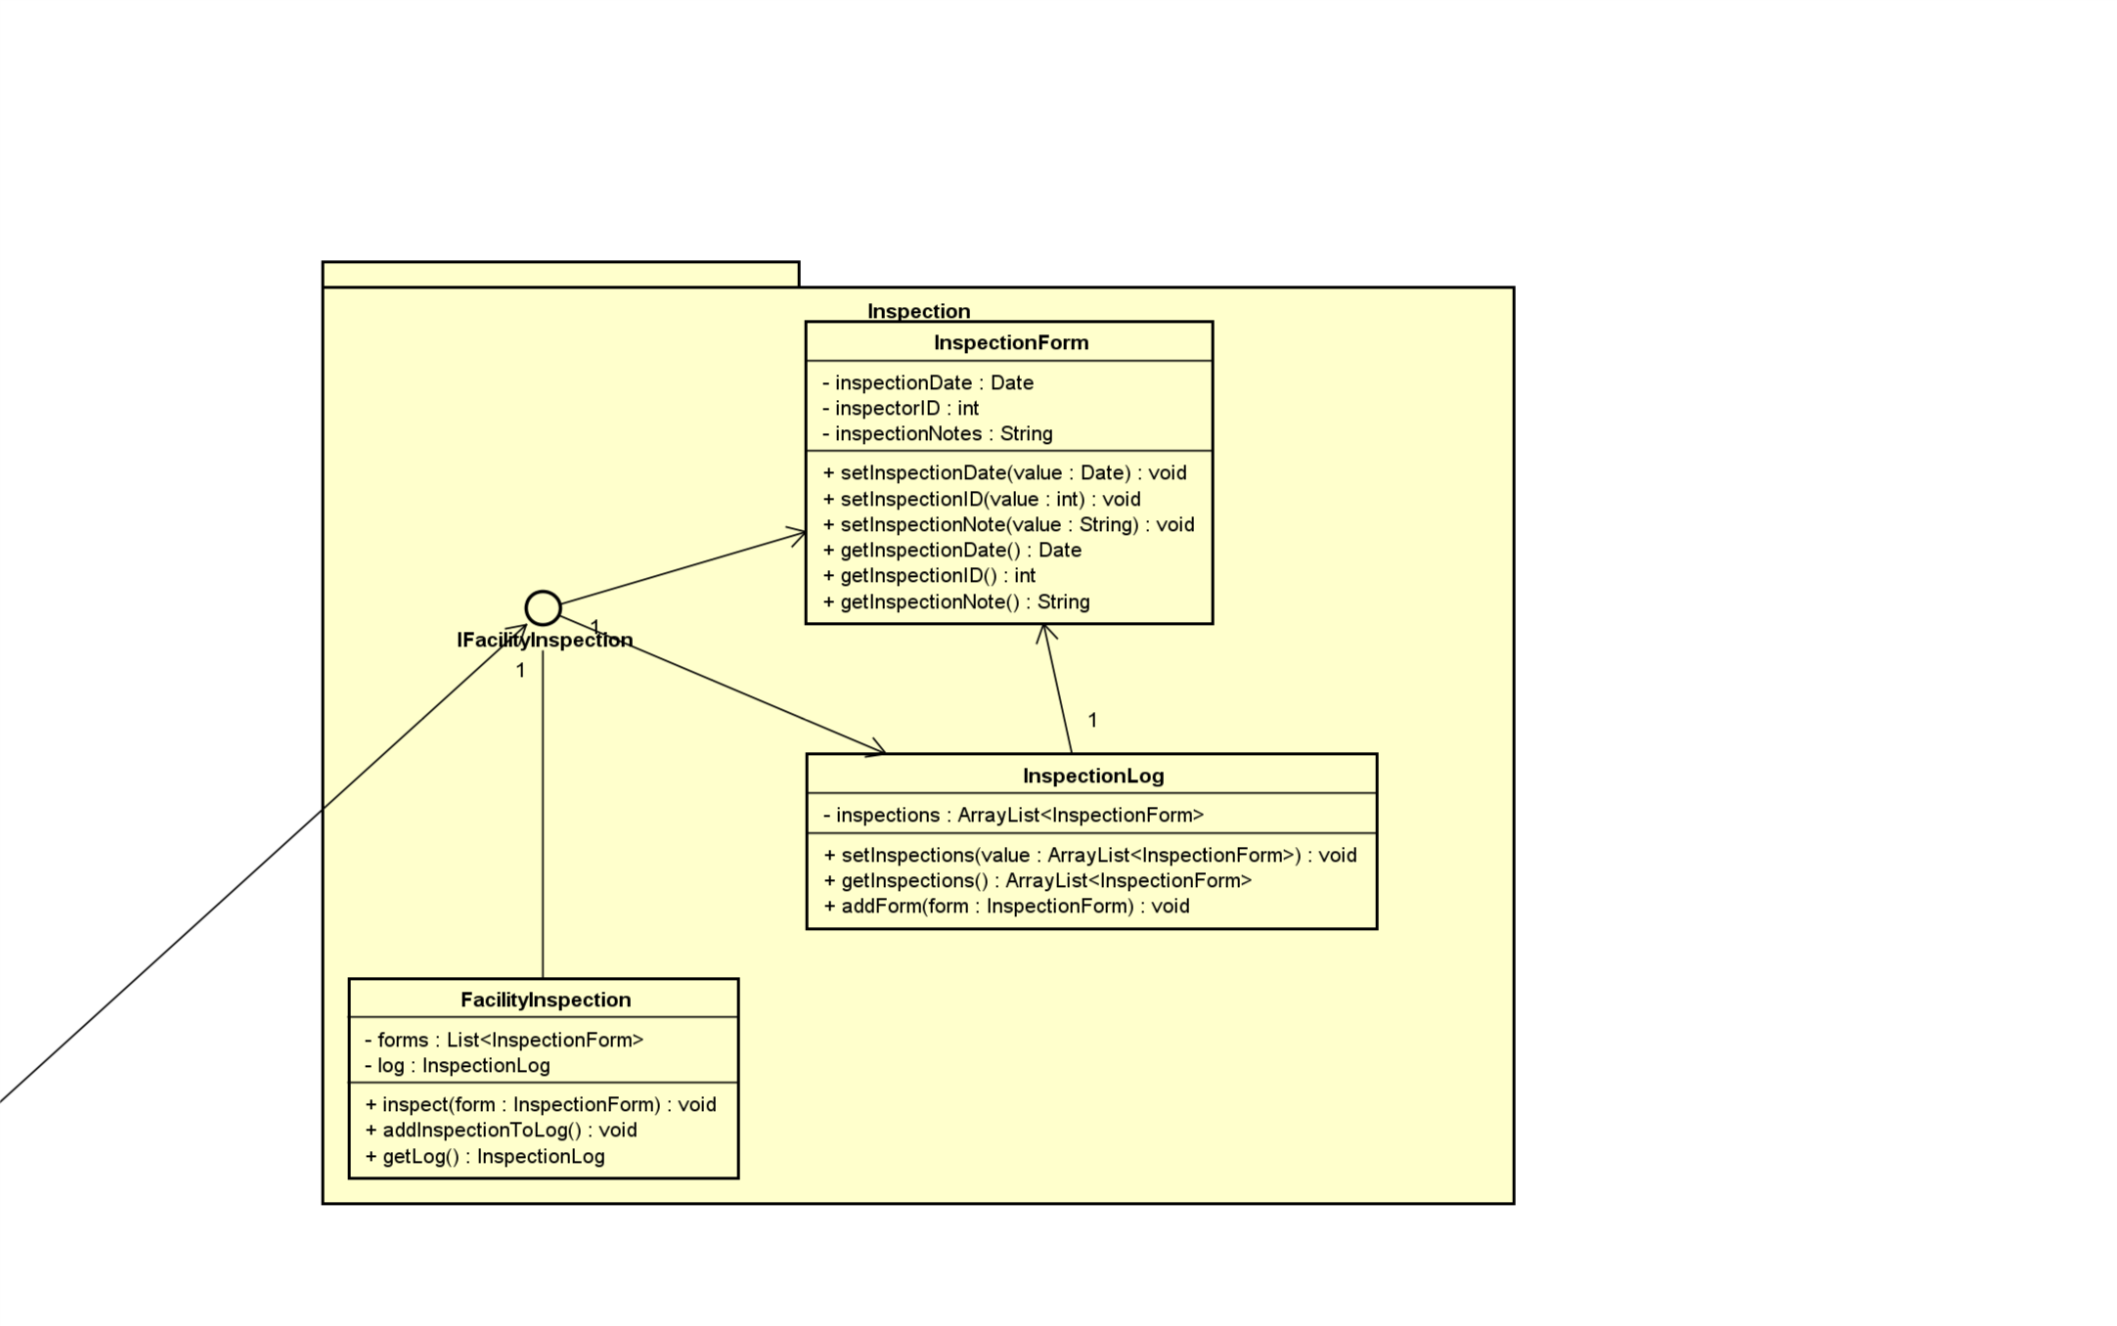 Inspection
InspectionForm
- inspectionDate : Date
- inspectorID : int
- inspectionNotes : String
+ setInspectionDate(value : Date) : void
+ setInspectionID(value : int) : void
+ setInspectionNote(value : String) : void
+ getInspectionDate() : Date
+ getInspectionID() : int
+ getInspectionNote() : String
1
IFacilityInspection
1
1
InspectionLog
- inspections : ArrayList<InspectionForm>
+ setInspections(value : ArrayList<InspectionForm>) : void
+ getInspections() : ArrayList<InspectionForm>
+ addForm(form : InspectionForm) : void
FacilityInspection
- forms : List<InspectionForm>
- log : InspectionLog
+ inspect(form : InspectionForm) : void
+ addInspectionToLog() : void
+ getLog() : InspectionLog